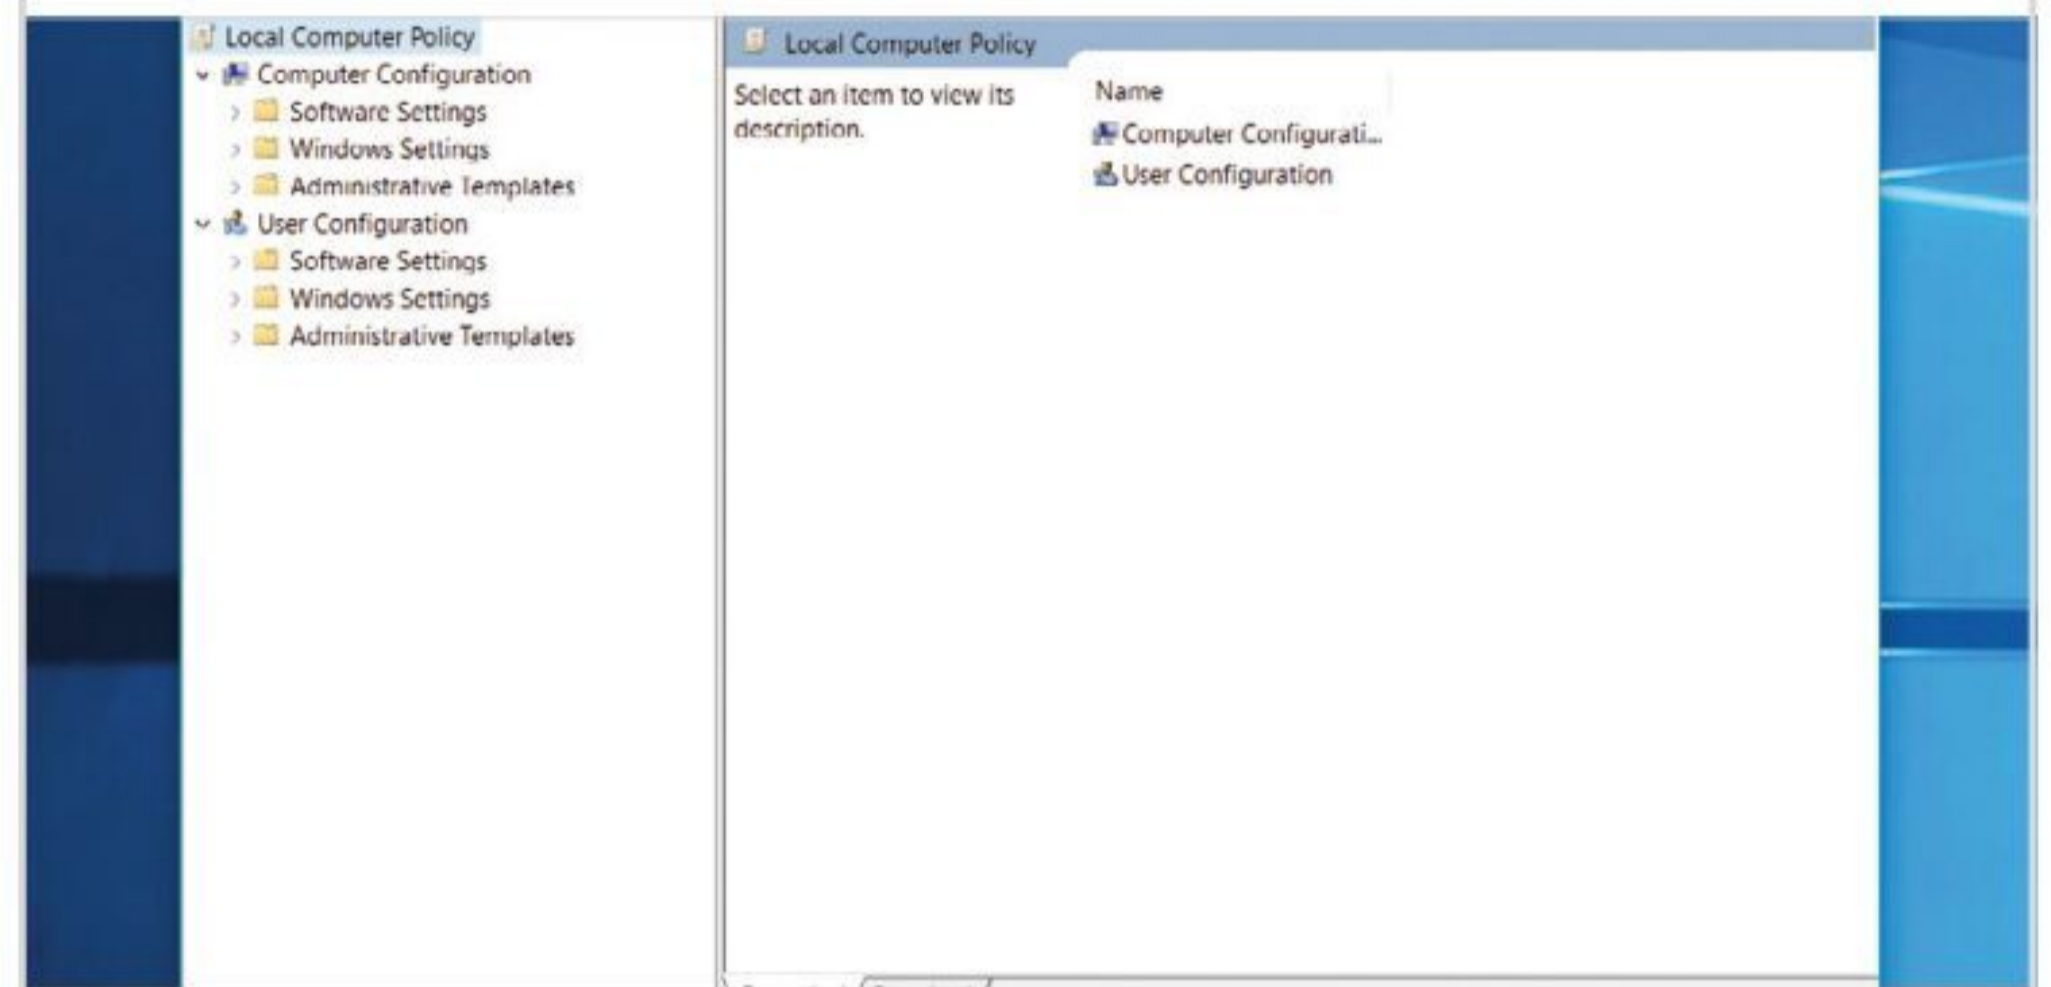 Local Computer Policy
Computer Configuration
Software Settings
Windows Settings
Administrative Templates
User Configuration
Software Settings
Windows Settings
Administrative Templates
Local Computer Policy
Select an item to view its
description.
Name
Computer Configurati...
User Configuration